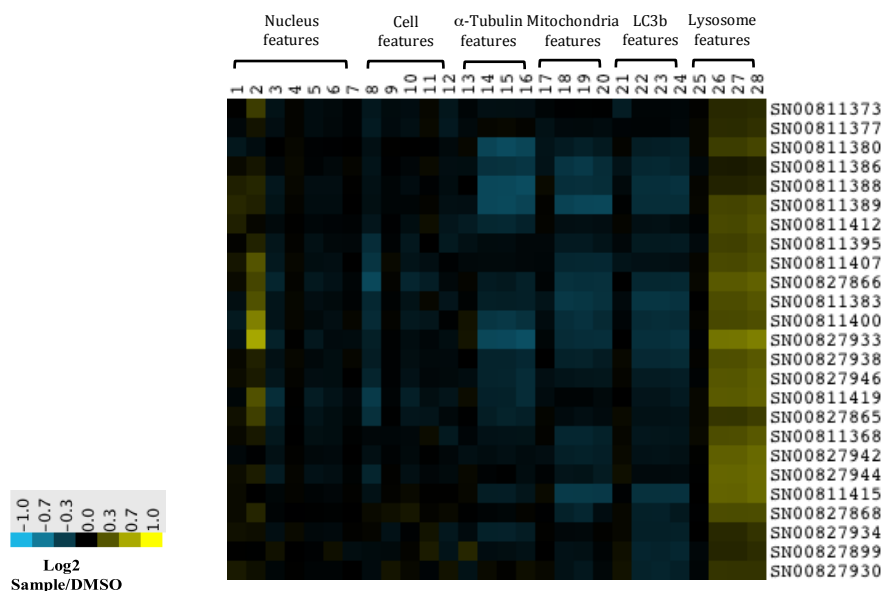 Nucleus features
Cell features
α-Tubulin features
Mitochondria features
LC3b features
Lysosome features
1 2 3 4 5 6 7 8 9 10 11 12 13 14 15 16 17 18 19 20 21 22 23 24 25 26 27 28
SN00811373
SN00811377
SN00811380
SN00811386
SN00811388
SN00811389
SN00811412
SN00811395
SN00811407
SN00827866
SN00811383
SN00811400
SN00827933
SN00827938
SN00827946
SN00811419
SN00827865
SN00811368
SN00827942
SN00827944
SN00811415
SN00827868
SN00827934
SN00827899
SN00827930
-1.0 -0.7 -0.3 0.0 0.3 0.7 1.0
Log2
Sample/DMSO